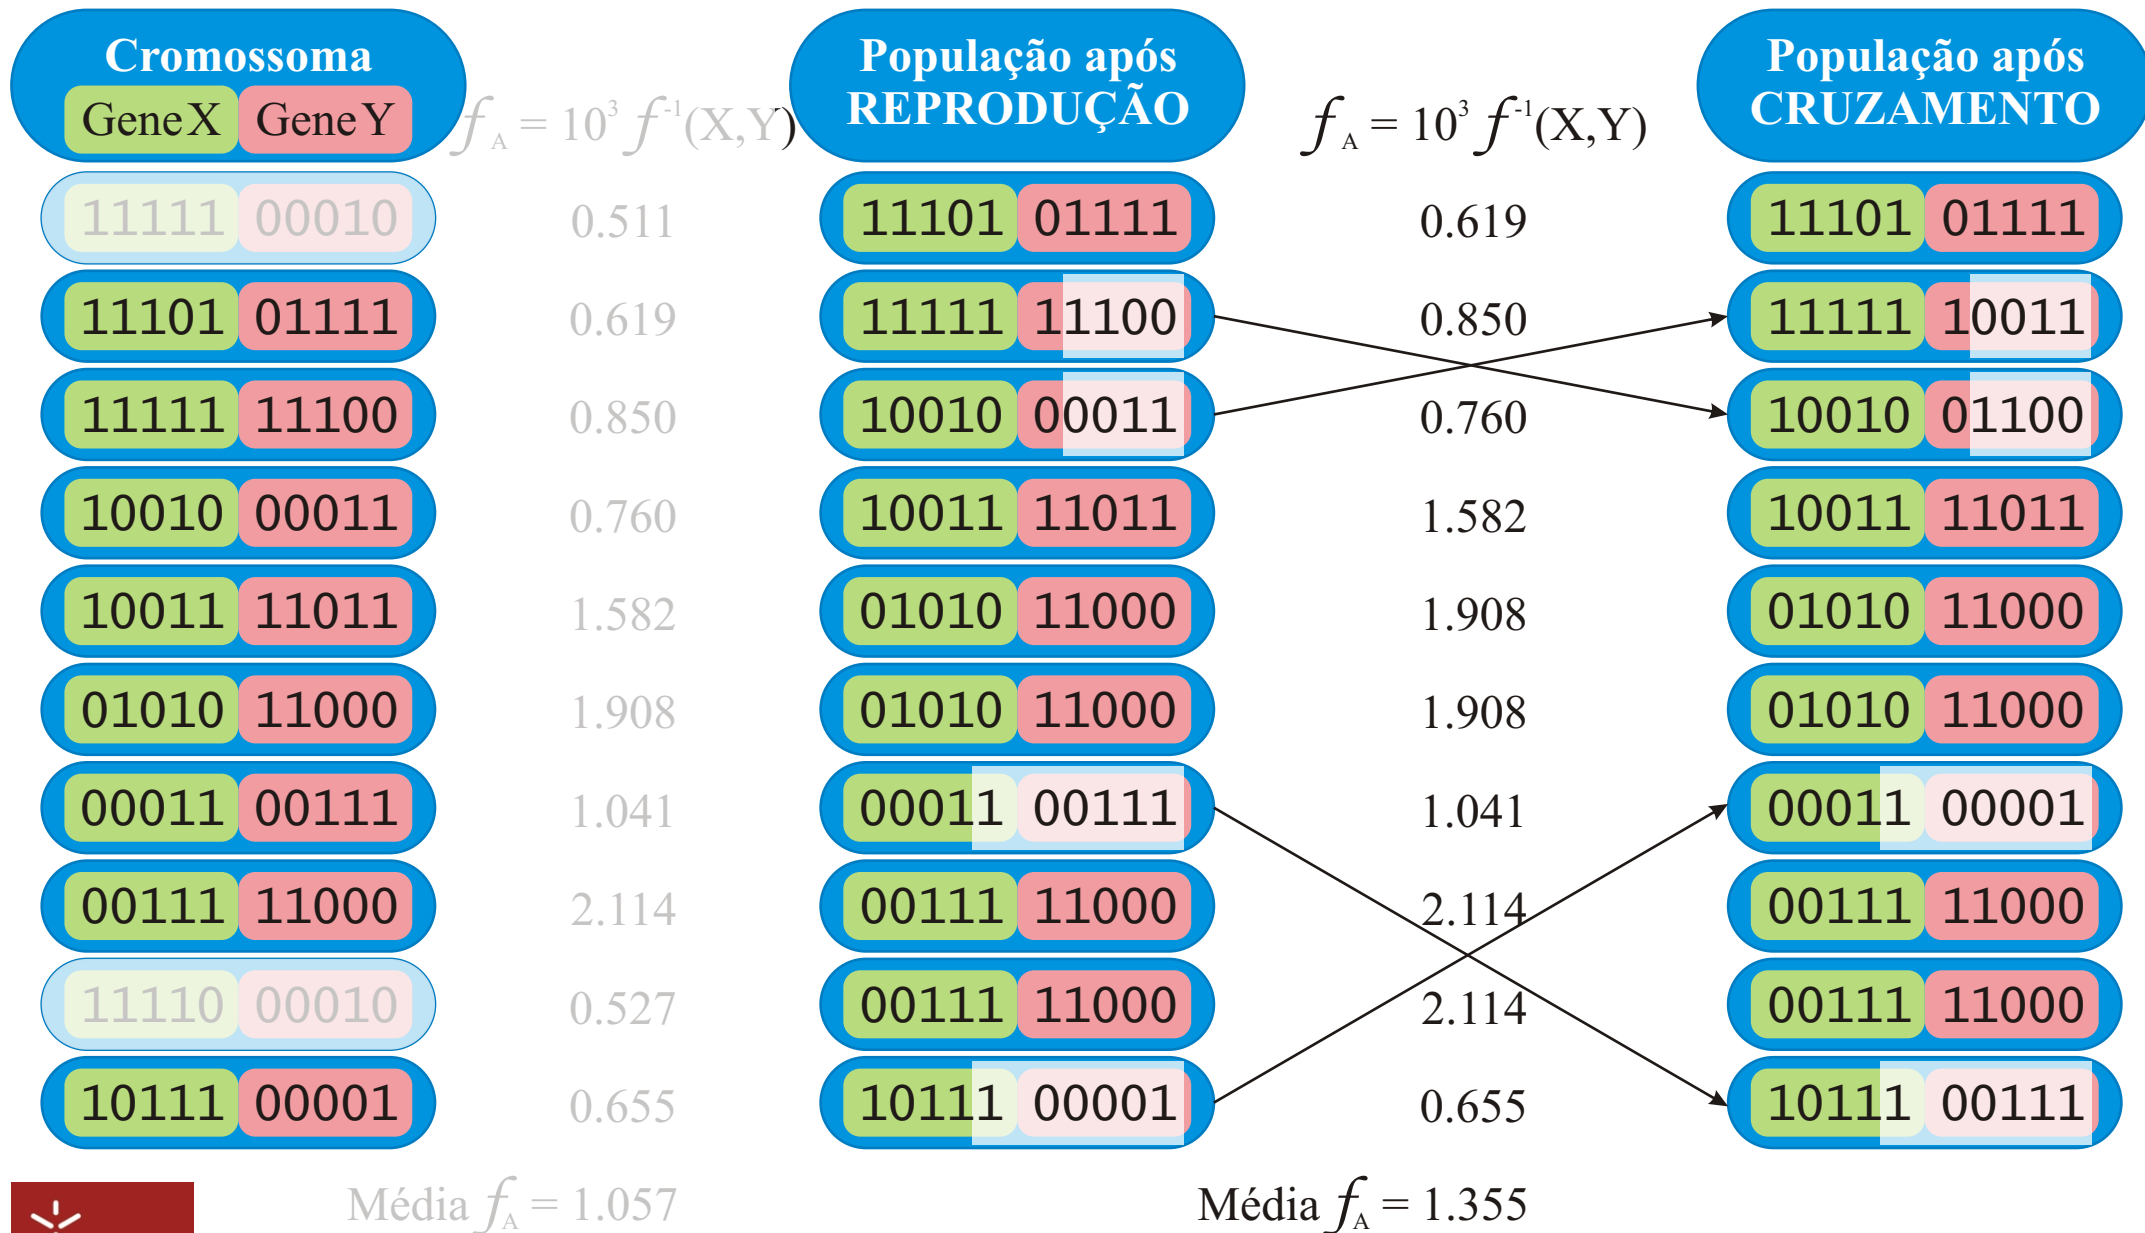 Cromossoma
Gene X Gene Y
f_A = 10³ f⁻¹(X,Y)
População após
REPRODUÇÃO
f_A = 10³ f⁻¹(X,Y)
População após
CRUZAMENTO
11111 00010 0.511 11101 01111 0.619 11101 01111
11101 01111 0.619 11111 11100 0.850 11111 10011
11111 11100 0.850 10010 00011 0.760 10010 01100
10010 00011 0.760 10011 11011 1.582 10011 11011
10011 11011 1.582 01010 11000 1.908 01010 11000
01010 11000 1.908 01010 11000 1.908 01010 11000
00011 00111 1.041 00011 00111 1.041 00011 00001
00111 11000 2.114 00111 11000 2.114 00111 11000
11110 00010 0.527 00111 11000 2.114 00111 11000
10111 00001 0.655 10111 00001 0.655 10111 00111
Média f_A = 1.057 Média f_A = 1.355